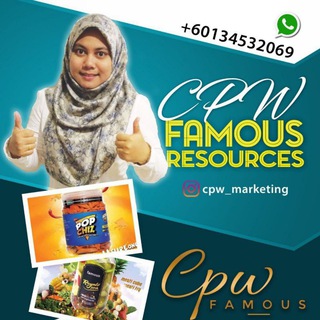 +60134532069
CPW
FAMOUS
RESOURCES
cpw_marketing
POP
CHIZ
Cpw
FAMOUS